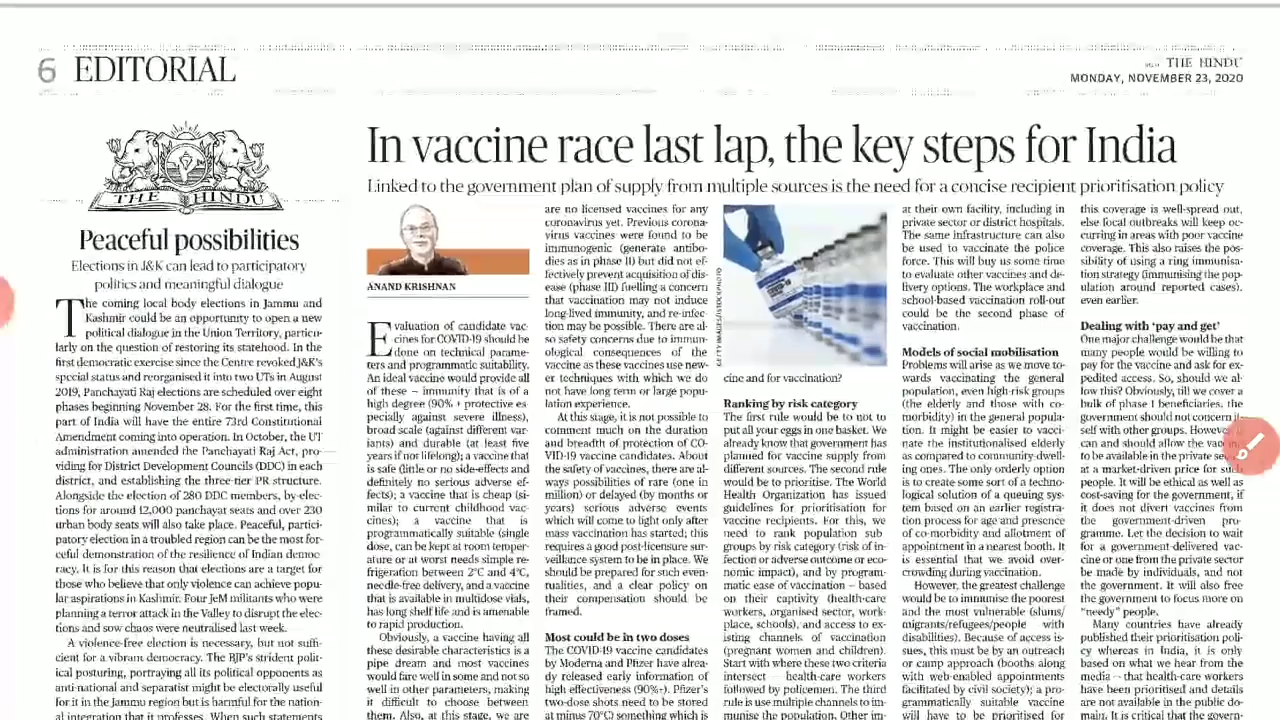 6 EDITORIAL
THE HINDU
MONDAY, NOVEMBER 23, 2020
THE HINDU
Peaceful possibilities
Elections in J&K can lead to participatory
politics and meaningful dialogue
The coming local body elections in Jammu and
Kashmir could be an opportunity to open a new
political dialogue in the Union Territory, particu-
larly on the question of restoring its statehood. In the
first democratic exercise since the Centre revoked J&K's
special status and reorganised it into two UTs in August
2019, Panchayati Raj elections are scheduled over eight
phases beginning November 28. For the first time, this
part of India will have the entire 73rd Constitutional
Amendment coming into operation. In October, the UT
administration amended the Panchayati Raj Act, pro-
viding for District Development Councils (DDC) in each
district, and establishing the three-tier PR structure.
Alongside the election of 280 DDC members, by-elec-
tions for around 12,000 panchayat seats and over 230
urban body seats will also take place. Peaceful, partici-
patory election in a troubled region can be the most for-
ceful demonstration of the resilience of Indian democ-
racy. It is for this reason that elections are a target for
those who believe that only violence can achieve popu-
lar aspirations in Kashmir. Four JeM militants who were
planning a terror attack in the Valley to disrupt the elec-
tions and sow chaos were neutralised last week.
A violence-free election is necessary, but not suffi-
cient for a vibrant democracy. The BJP's strident polit-
ical posturing, portraying all its political opponents as
anti-national and separatist might be electorally useful
for it in the Jammu region but is harmful for the nation-
al integration that it professes. When such statements
In vaccine race last lap, the key steps for India
Linked to the government plan of supply from multiple sources is the need for a concise recipient prioritisation policy
ANAND KRISHNAN
Evaluation of candidate vac-
cines for COVID-19 should be
done on technical parame-
ters and programmatic suitability.
An ideal vaccine would provide all
of these – immunity that is of a
high degree (90% + protective es-
pecially against severe illness),
broad scale (against different var-
iants) and durable (at least five
years if not lifelong); a vaccine that
is safe (little or no side-effects and
definitely no serious adverse ef-
fects); a vaccine that is cheap (si-
milar to current childhood vac-
cines); a vaccine that is
programmatically suitable (single
dose, can be kept at room temper-
ature or at worst needs simple re-
frigeration between 2°C and 4°C,
needle-free delivery, and a vaccine
that is available in multidose vials,
has long shelf life and is amenable
to rapid production.
Obviously, a vaccine having all
these desirable characteristics is a
pipe dream and most vaccines
would fare well in some and not so
well in other parameters, making
it difficult to choose between
them. Also, at this stage, we are
are no licensed vaccines for any
coronavirus yet. Previous corona-
virus vaccines were found to be
immunogenic (generate antibo-
dies as in phase II) but did not ef-
fectively prevent acquisition of dis-
ease (phase III) fuelling a concern
that vaccination may not induce
long-lived immunity, and re-infec-
tion may be possible. There are al-
so safety concerns due to immun-
ological consequences of the
vaccine as these vaccines use new-
er techniques with which we do
not have long term or large pop-
ulation experience.
At this stage, it is not possible to
comment much on the duration
and breadth of protection of CO-
VID-19 vaccine candidates. About
the safety of vaccines, there are al-
ways possibilities of rare (one in
million) or delayed (by months or
years) serious adverse events
which will come to light only after
mass vaccination has started; this
requires a good post-licensure sur-
veillance system to be in place. We
should be prepared for such even-
tualities, and a clear policy on
their compensation should be
framed.
Most could be in two doses
The COVID-19 vaccine candidates
by Moderna and Pfizer have alrea-
dy released early information of
high effectiveness (90%+). Pfizer's
two-dose shots need to be stored
at minus 70°C) something which is
GETTY IMAGES/ISTOCKPHOTO
cine and for vaccination?
Ranking by risk category
The first rule would be to not to
put all your eggs in one basket. We
already know that government has
planned for vaccine supply from
different sources. The second rule
would be to prioritise. The World
Health Organization has issued
guidelines for prioritisation for
vaccine recipients. For this, we
need to rank population sub-
groups by risk category (risk of in-
fection or adverse outcome or eco-
nomic impact), and by program-
matic ease of vaccination – based
on their captivity (health-care
workers, organised sector, work-
place, schools), and access to ex-
isting channels of vaccination
(pregnant women and children).
Start with where these two criteria
intersect – health-care workers
followed by policemen. The third
rule is use multiple channels to im-
munise the population. Other im-
at their own facility, including in
private sector or district hospitals.
The same infrastructure can also
be used to vaccinate the police
force. This will buy us some time
to evaluate other vaccines and de-
livery options. The workplace and
school-based vaccination roll-out
could be the second phase of
vaccination.
Models of social mobilisation
Problems will arise as we move to-
wards vaccinating the general
population, even high-risk groups
(the elderly and those with co-
morbidity) in the general popula-
tion. It might be easier to vacci-
nate the institutionalised elderly
as compared to community-dwell-
ing ones. The only orderly option
is to create some sort of a techno-
logical solution of a queuing sys-
tem based on an earlier registra-
tion process for age and presence
of co-morbidity and allotment of
appointment in a nearest booth. It
is essential that we avoid over-
crowding during vaccination.
However, the greatest challenge
would be to immunise the poorest
and the most vulnerable (slums/
migrants/refugees/people with
disabilities). Because of access is-
sues, this must be by an outreach
or camp approach (booths along
with web-enabled appointments
facilitated by civil society); a pro-
will have to be prioritised for
this coverage is well-spread out,
else focal outbreaks will keep oc-
curring in areas with poor vaccine
coverage. This also raises the pos-
sibility of using a ring immunisa-
tion strategy (immunising the pop-
ulation around reported cases),
even earlier.
Dealing with 'pay and get'
One major challenge would be that
many people would be willing to
pay for the vaccine and ask for ex-
pedited access. So, should we al-
low this? Obviously, till we cover a
bulk of phase I beneficiaries, the
government should not concern it-
self with other groups. However
can and should allow the
to be available in the private
at a market-driven price for such
people. It will be ethical as well as
cost-saving for the government, if
it does not divert vaccines from
the government-driven pro-
gramme. Let the decision to wait
for a government-delivered vac-
cine or one from the private sector
be made by individuals, and not
the government. It will also free
the government to focus more on
"needy" people.
Many countries have already
published their prioritisation poli-
cy whereas in India, it is only
based on what we hear from the
media – that health-care workers
have been prioritised and details
are not available in the public do-
main. It is critical that the govern-